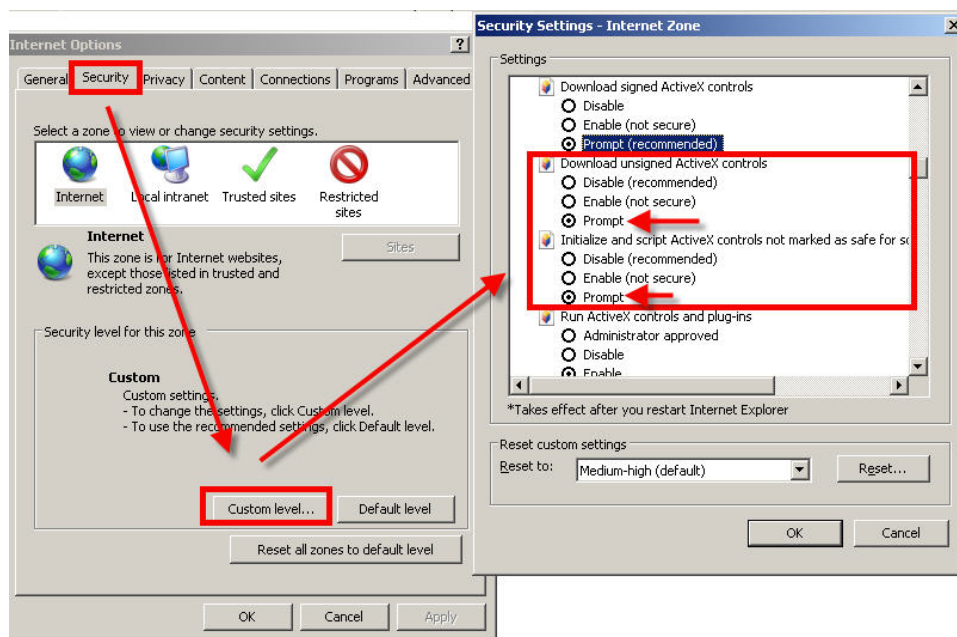 Internet Options
?
General Security Privacy Content Connections Programs Advanced
Select a zone to view or change security settings.
Internet Local intranet Trusted sites Restricted
sites
Internet
This zone is for Internet websites,
except those listed in trusted and
restricted zones.
Sites
Security level for this zone
Custom
Custom settings.
- To change the settings, click Custom level.
- To use the recommended settings, click Default level.
Custom level... Default level
Reset all zones to default level
OK Cancel Apply
Security Settings - Internet Zone
X
Settings
Download signed ActiveX controls
Disable
Enable (not secure)
Prompt (recommended)
Download unsigned ActiveX controls
Disable (recommended)
Enable (not secure)
Prompt
Initialize and script ActiveX controls not marked as safe for
Disable (recommended)
Enable (not secure)
Prompt
Run ActiveX controls and plug-ins
Administrator approved
Disable
Enable
*Takes effect after you restart Internet Explorer
Reset custom settings
Reset to: Medium-high (default) Reset...
OK Cancel